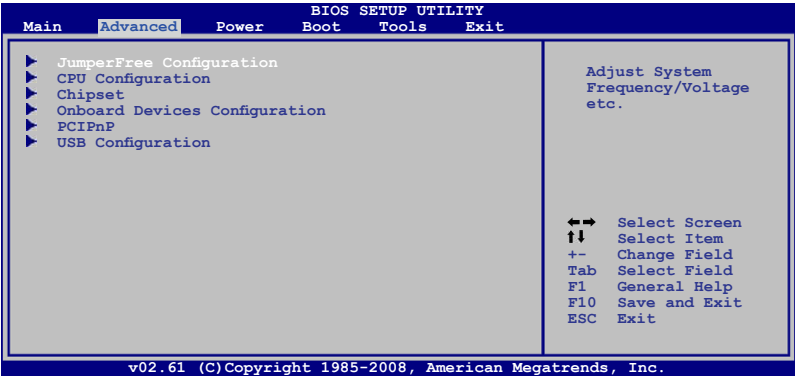 BIOS SETUP UTILITY
Main Advanced Power Boot Tools Exit
JumperFree Configuration
CPU Configuration
Chipset
Onboard Devices Configuration
PCIPnP
USB Configuration
Adjust System
Frequency/Voltage
etc.
←→ Select Screen
↑↓ Select Item
+- Change Field
Tab Select Field
F1 General Help
F10 Save and Exit
ESC Exit
v02.61 (C)Copyright 1985-2008, American Megatrends, Inc.